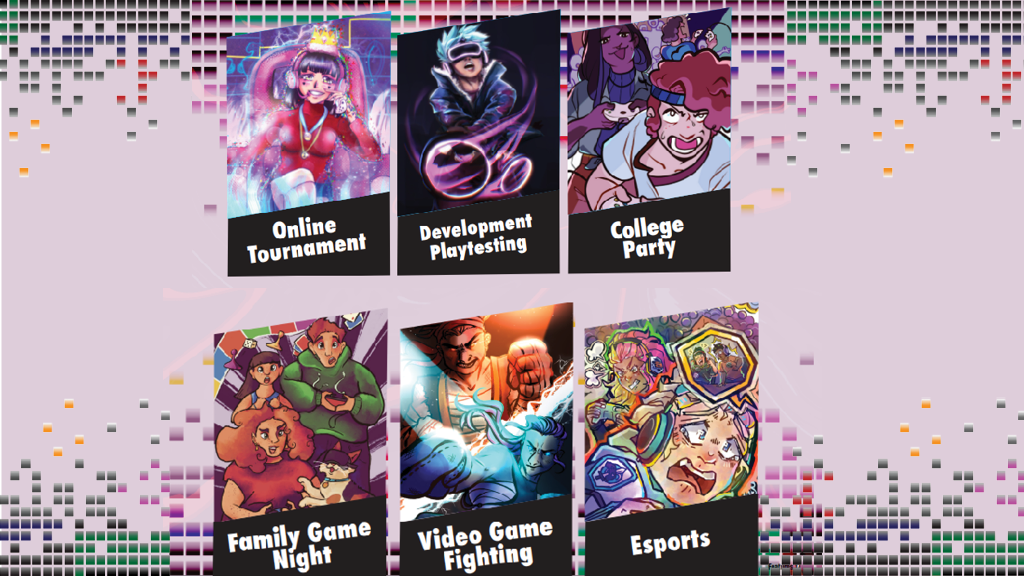 Online
Tournament
Development
Playtesting
College
Party
Family Game
Night
Video Game
Fighting
Esports